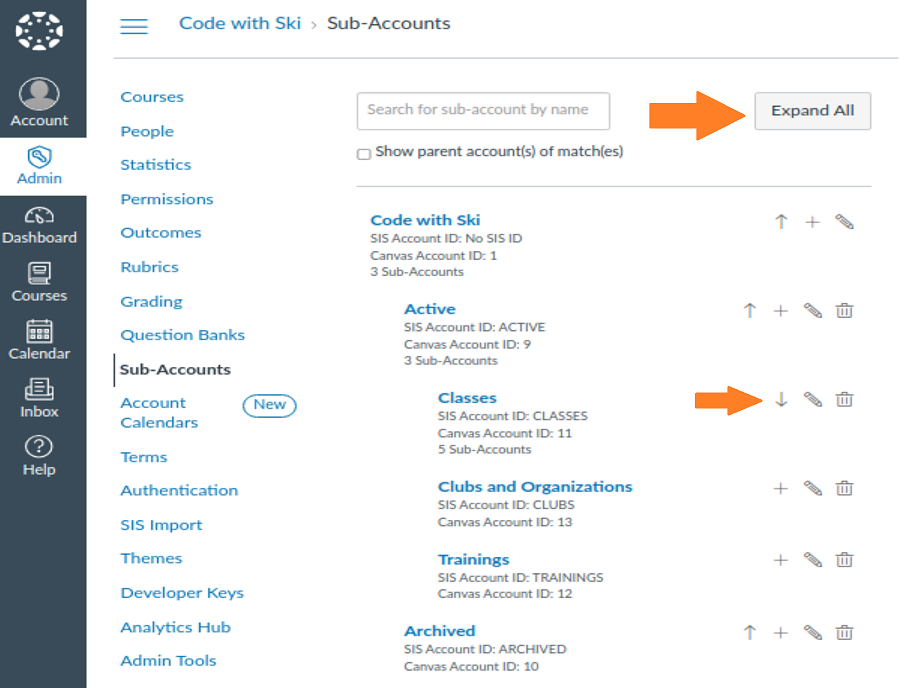 Code with Ski › Sub-Accounts
Account
Admin
Dashboard
Courses
Calendar
Inbox
Help
Courses
People
Statistics
Permissions
Outcomes
Rubrics
Grading
Question Banks
Sub-Accounts
Account
Calendars
New
Terms
Authentication
SIS Import
Themes
Developer Keys
Analytics Hub
Admin Tools
Search for sub-account by name
Expand All
Show parent account(s) of match(es)
Code with Ski
SIS Account ID: No SIS ID
Canvas Account ID: 1
3 Sub-Accounts
Active
SIS Account ID: ACTIVE
Canvas Account ID: 9
3 Sub-Accounts
Classes
SIS Account ID: CLASSES
Canvas Account ID: 11
5 Sub-Accounts
Clubs and Organizations
SIS Account ID: CLUBS
Canvas Account ID: 13
Trainings
SIS Account ID: TRAININGS
Canvas Account ID: 12
Archived
SIS Account ID: ARCHIVED
Canvas Account ID: 10